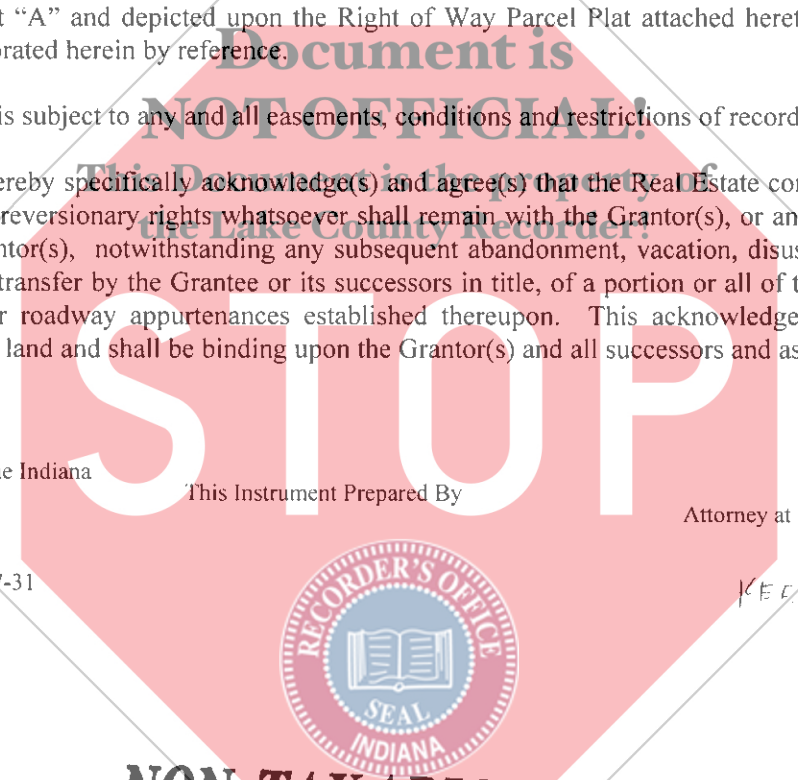 t “A” and depicted upon the Right of Way Parcel Plat attached heret
orated herein by reference.
Document is
is subject to any and all easements, conditions and restrictions of record
NOT OFFICIAL!
ereby specifically acknowledge(s) and agree(s) that the Real Estate con
This Document is the property of
reversionary rights whatsoever shall remain with the Grantor(s), or an
the Lake County Recorder!
ntor(s), notwithstanding any subsequent abandonment, vacation, disus
transfer by the Grantee or its successors in title, of a portion or all of t
r roadway appurtenances established thereupon. This acknowledge
land and shall be binding upon the Grantor(s) and all successors and as
STOP
e Indiana
This Instrument Prepared By
Attorney at
7-31
KEE
RECORDER'S OFFICE
SEAL
INDIANA
NON-TAXABLE